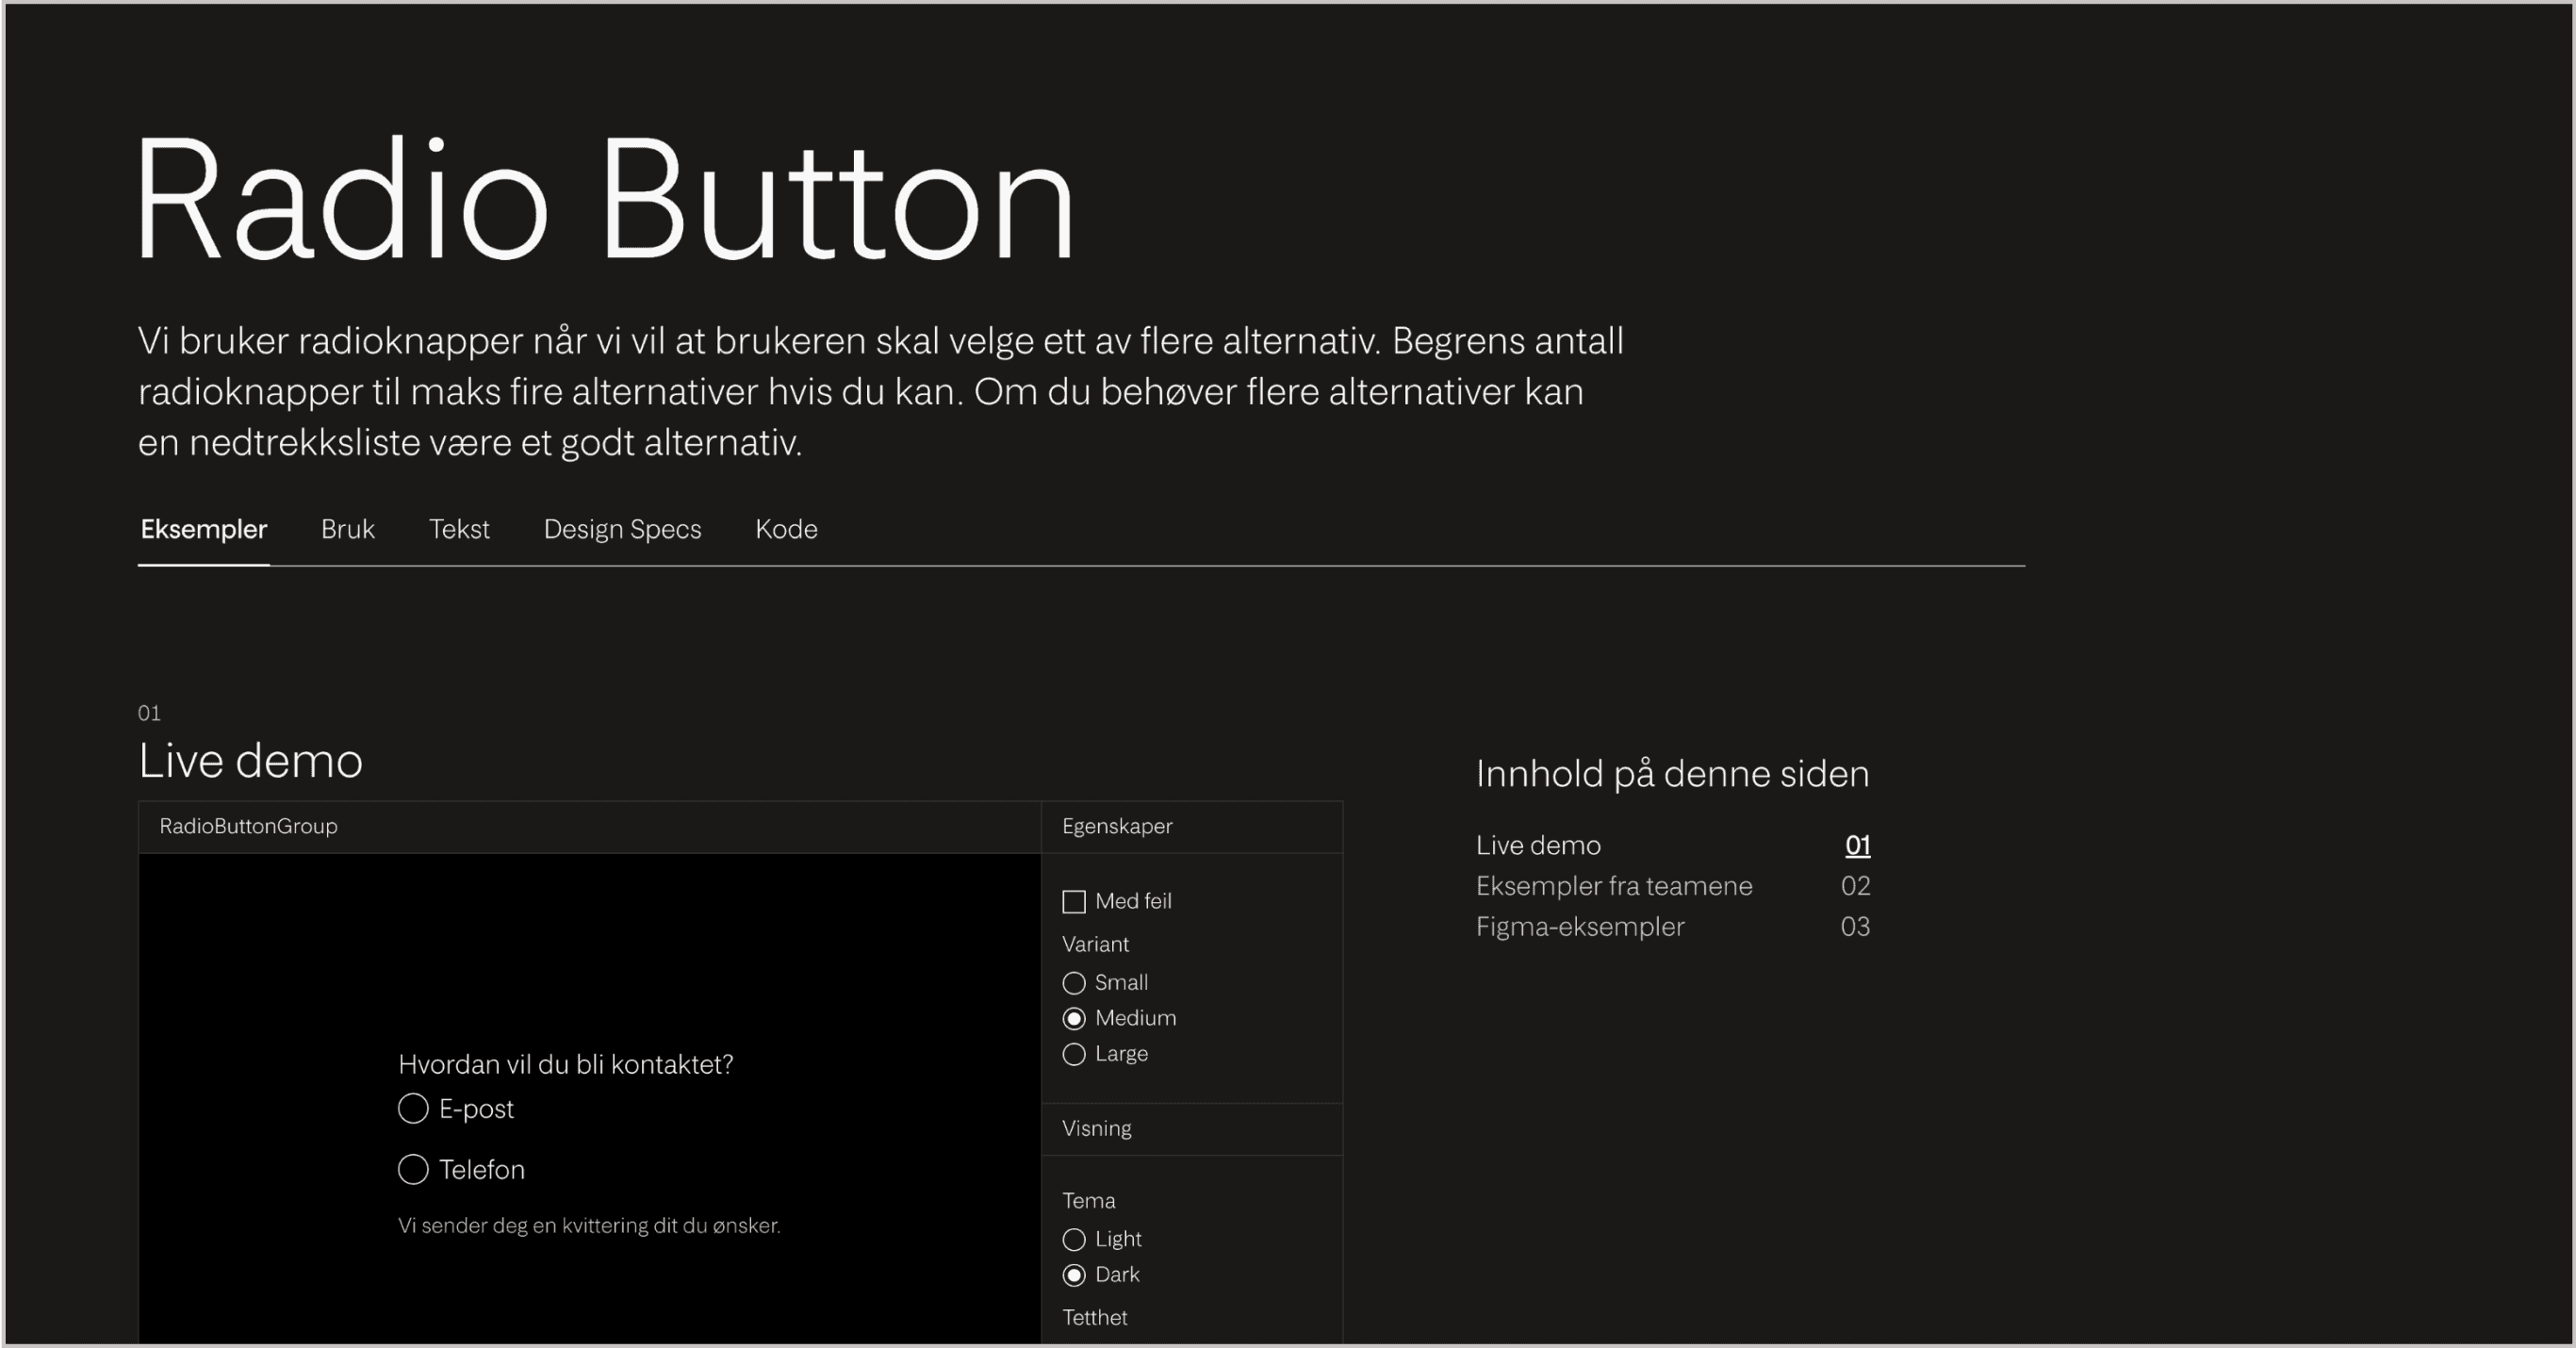 Radio Button
Vi bruker radioknapper når vi vil at brukeren skal velge ett av flere alternativ. Begrens antall
radioknapper til maks fire alternativer hvis du kan. Om du behøver flere alternativer kan
en nedtrekksliste være et godt alternativ.
Eksempler Bruk Tekst Design Specs Kode
01
Live demo
RadioButtonGroup
Hvordan vil du bli kontaktet?
E-post
Telefon
Vi sender deg en kvittering dit du ønsker.
Egenskaper
Med feil
Variant
Small
Medium
Large
Visning
Tema
Light
Dark
Tetthet
Innhold på denne siden
Live demo 01
Eksempler fra teamene 02
Figma-eksempler 03